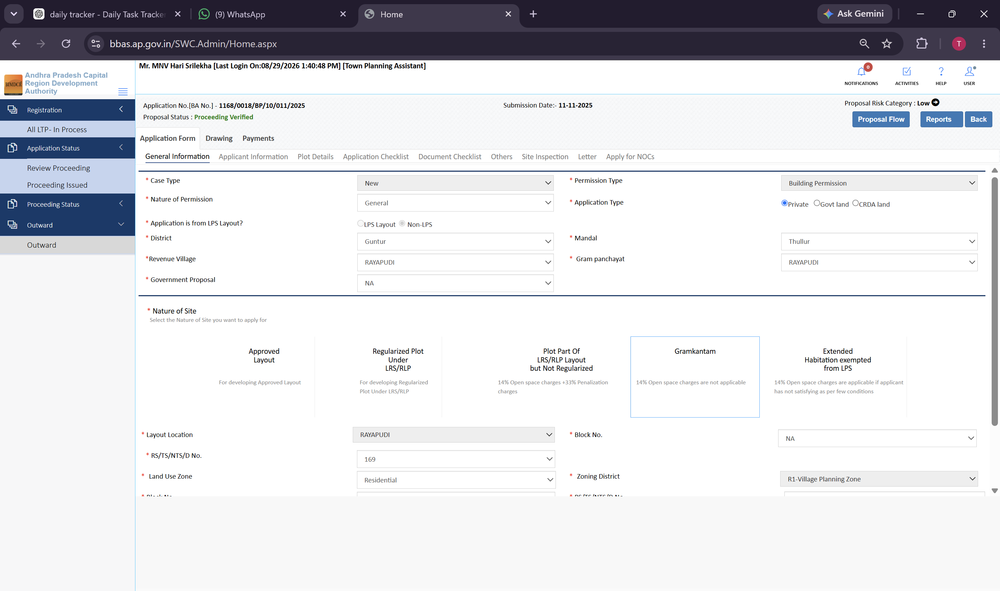 daily tracker - Daily Task Tracker
(9) WhatsApp
Home
Ask Gemini
bbas.ap.gov.in/SWC.Admin/Home.aspx
T
BIMDCR
Andhra Pradesh Capital
Region Development
Authority
Mr. MNV Hari Srilekha [Last Login On:08/29/2026 1:40:48 PM] [Town Planning Assistant]
0
NOTIFICATIONS
ACTIVITIES
HELP
USER
Registration
All LTP- In Process
Application Status
Review Proceeding
Proceeding Issued
Proceeding Status
Outward
Outward
Application No.[BA No.] - 1168/0018/BP/10/011/2025
Submission Date:- 11-11-2025
Proposal Risk Category : Low
Proposal Status : Proceeding Verified
Proposal Flow
Reports
Back
Application Form
Drawing
Payments
General Information
Applicant Information
Plot Details
Application Checklist
Document Checklist
Others
Site Inspection
Letter
Apply for NOCs
* Case Type
New
* Permission Type
Building Permission
* Nature of Permission
General
* Application Type
Private Govt land CRDA land
* Application is from LPS Layout?
LPS Layout Non-LPS
* District
Guntur
* Mandal
Thullur
*Revenue Village
RAYAPUDI
* Gram panchayat
RAYAPUDI
* Government Proposal
NA
* Nature of Site
Select the Nature of Site you want to apply for
Approved
Layout
For developing Approved Layout
Regularized Plot
Under
LRS/RLP
For developing Regularized
Plot Under LRS/RLP
Plot Part Of
LRS/RLP Layout
but Not Regularized
14% Open space charges +33% Penalization
charges
Gramkantam
14% Open space charges are not applicable
Extended
Habitation exempted
from LPS
14% Open space charges are applicable if applicant
has not satisfying as per few conditions
* Layout Location
RAYAPUDI
* Block No.
NA
* RS/TS/NTS/D No.
169
* Land Use Zone
Residential
* Zoning District
R1-Village Planning Zone
* Block No
* RS/TS/NTS/D No